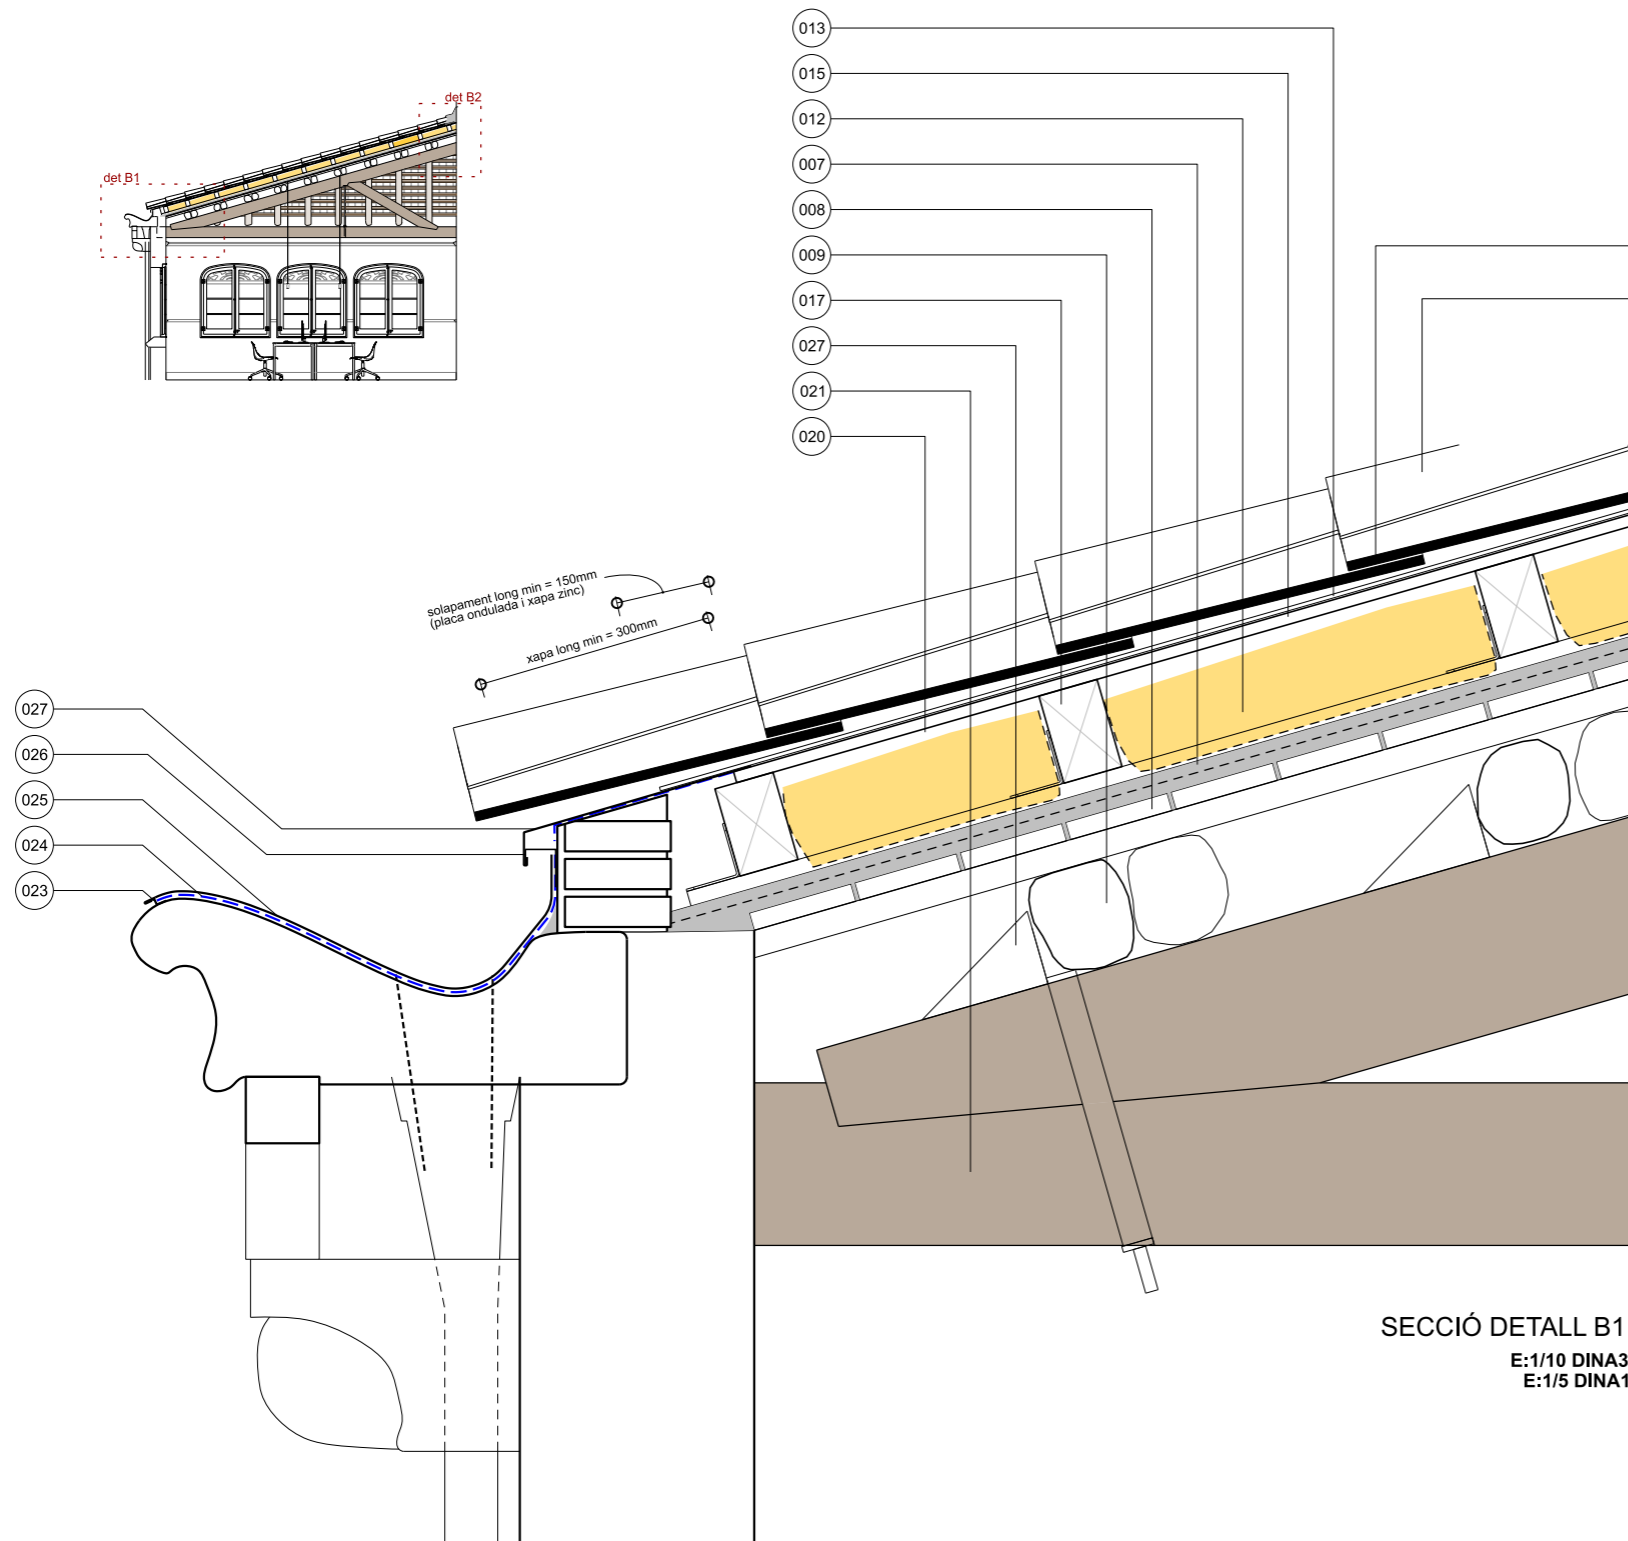 013
015
012
007
008
009
017
027
021
020
det B2
det B1
solapament long min = 150mm
(placa ondulada i xapa zinc)
xapa long min = 300mm
027
026
025
024
023
SECCIÓ DETALL B1
E:1/10 DINA3
E:1/5 DINA1